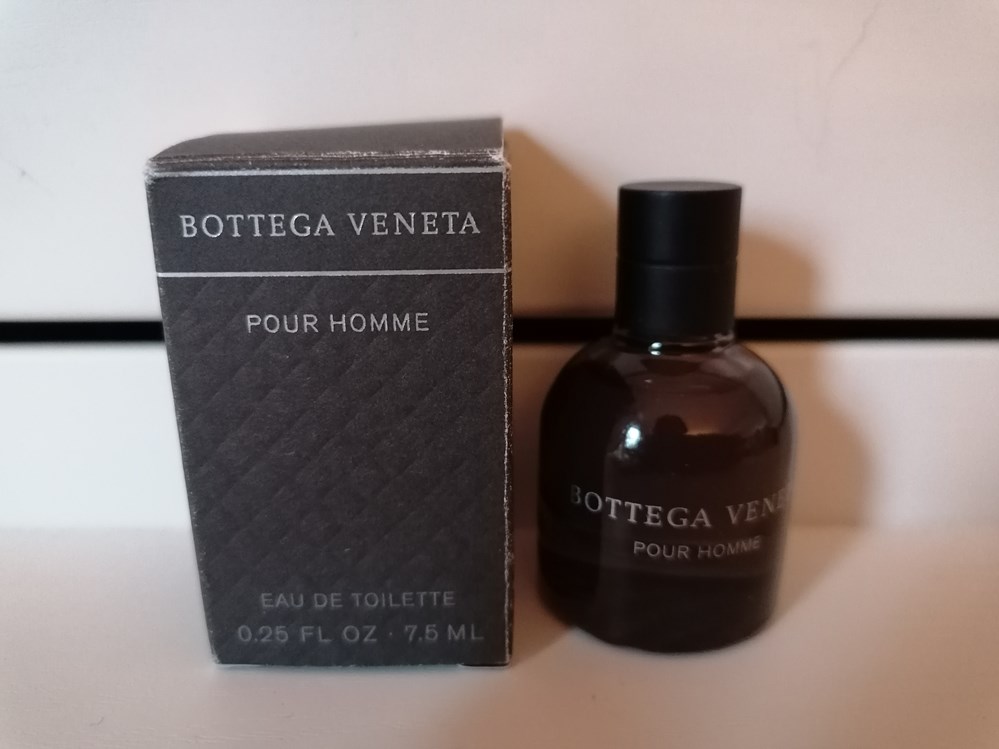 BOTTEGA VENETA
POUR HOMME
EAU DE TOILETTE
0.25 FL OZ · 7.5 ML
BOTTEGA VENE
POUR HOMME